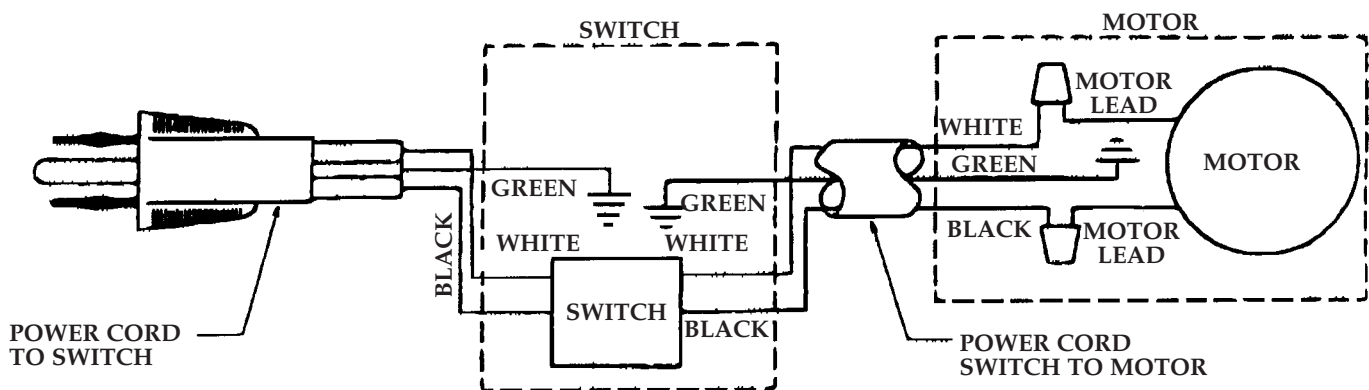 SWITCH
MOTOR
MOTOR
LEAD
WHITE
GREEN
MOTOR
GREEN
GREEN
BLACK
WHITE
WHITE
BLACK
MOTOR
LEAD
SWITCH
BLACK
POWER CORD
TO SWITCH
POWER CORD
SWITCH TO MOTOR